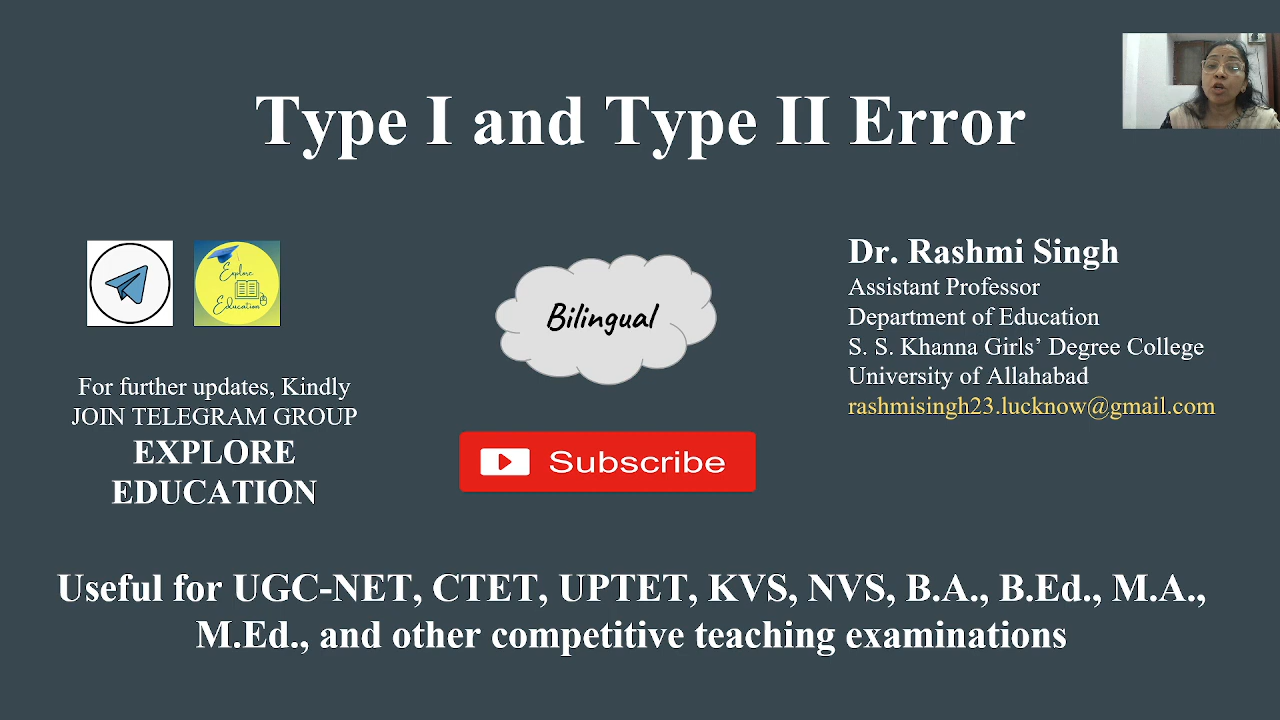 Type I and Type II Error
Explore
Education
For further updates, Kindly
JOIN TELEGRAM GROUP
EXPLORE
EDUCATION
Bilingual
Subscribe
Dr. Rashmi Singh
Assistant Professor
Department of Education
S. S. Khanna Girls’ Degree College
University of Allahabad
rashmisingh23.lucknow@gmail.com
Useful for UGC-NET, CTET, UPTET, KVS, NVS, B.A., B.Ed., M.A.,
M.Ed., and other competitive teaching examinations